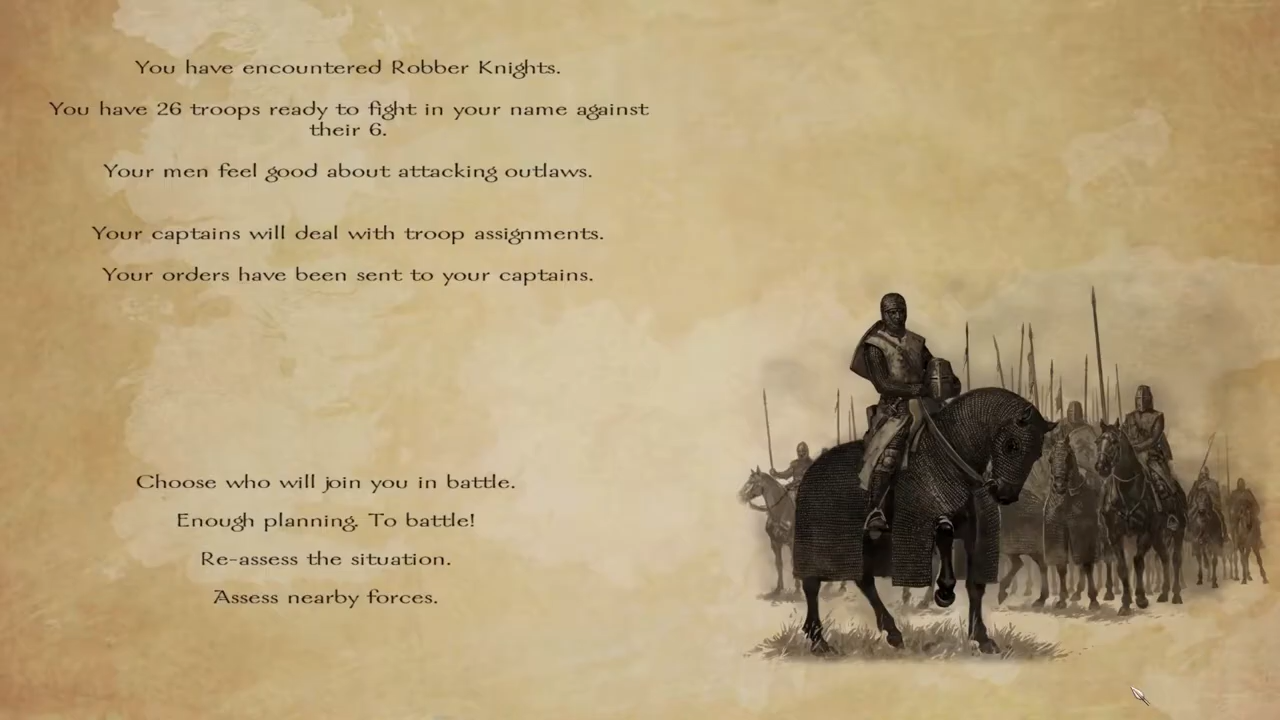 You have encountered Robber Knights.
You have 26 troops ready to fight in your name against
their 6.
Your men feel good about attacking outlaws.
Your captains will deal with troop assignments.
Your orders have been sent to your captains.
Choose who will join you in battle.
Enough planning. To battle!
Re-assess the situation.
Assess nearby forces.